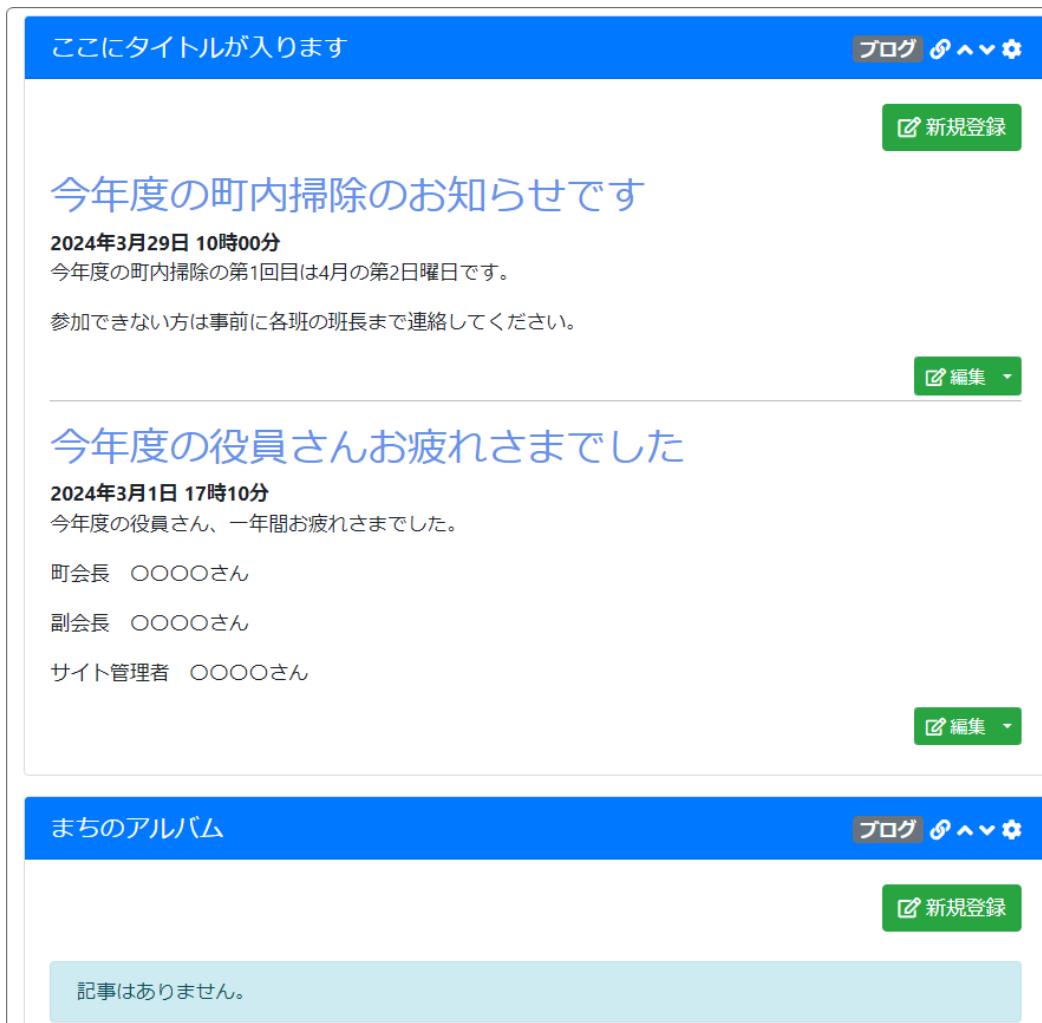 ここにタイトルが入ります ブログ
新規登録
今年度の町内掃除のお知らせです
2024年3月29日 10時00分
今年度の町内掃除の第1回目は4月の第2日曜日です。
参加できない方は事前に各班の班長まで連絡してください。
編集
今年度の役員さんお疲れさまでした
2024年3月1日 17時10分
今年度の役員さん、一年間お疲れさまでした。
町会長　〇〇〇〇さん
副会長　〇〇〇〇さん
サイト管理者　〇〇〇〇さん
編集
まちのアルバム ブログ
新規登録
記事はありません。